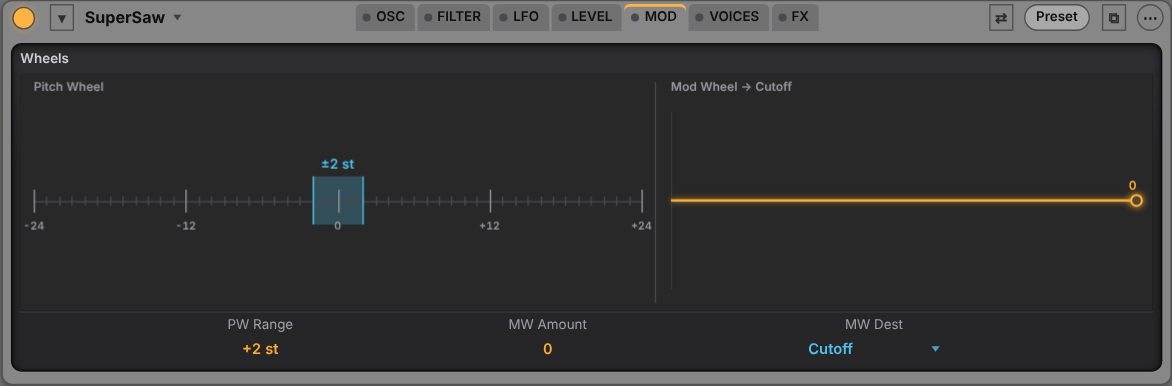 SuperSaw
OSC FILTER LFO LEVEL MOD VOICES FX
Preset
Wheels
Pitch Wheel
Mod Wheel → Cutoff
±2 st
0
-24 -12 0 +12 +24
PW Range MW Amount MW Dest
+2 st 0 Cutoff